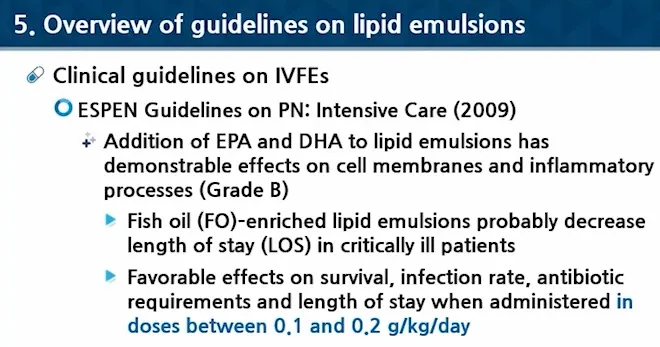 5. Overview of guidelines on lipid emulsions
Clinical guidelines on IVFEs
ESPEN Guidelines on PN: Intensive Care (2009)
Addition of EPA and DHA to lipid emulsions has
demonstrable effects on cell membranes and inflammatory
processes (Grade B)
Fish oil (FO)-enriched lipid emulsions probably decrease
length of stay (LOS) in critically ill patients
Favorable effects on survival, infection rate, antibiotic
requirements and length of stay when administered in
doses between 0.1 and 0.2 g/kg/day